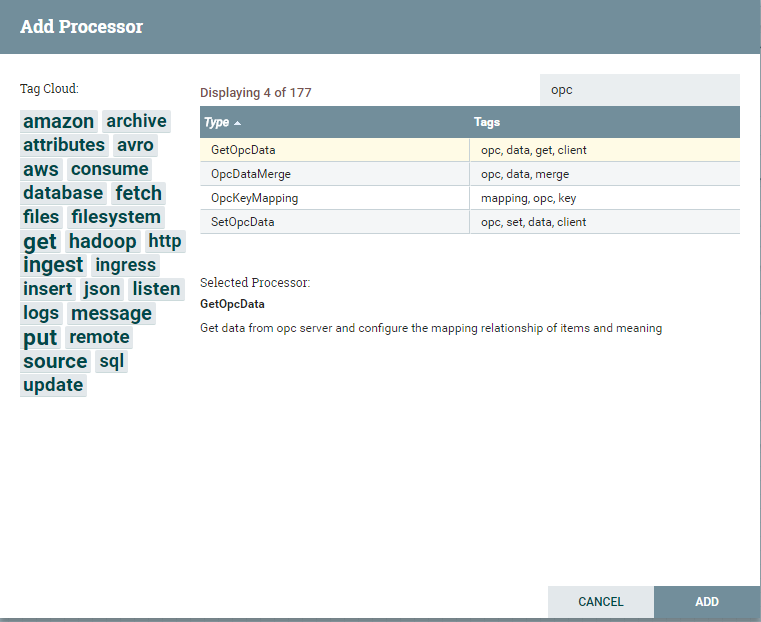 Add Processor
Tag Cloud:
amazon archive
attributes avro
aws consume
database fetch
files filesystem
get hadoop http
ingest ingress
insert json listen
logs message
put remote
source sql
update
Displaying 4 of 177
opc
Type Tags
GetOpcData opc, data, get, client
OpcDataMerge opc, data, merge
OpcKeyMapping mapping, opc, key
SetOpcData opc, set, data, client
Selected Processor:
GetOpcData
Get data from opc server and configure the mapping relationship of items and meaning
CANCEL ADD